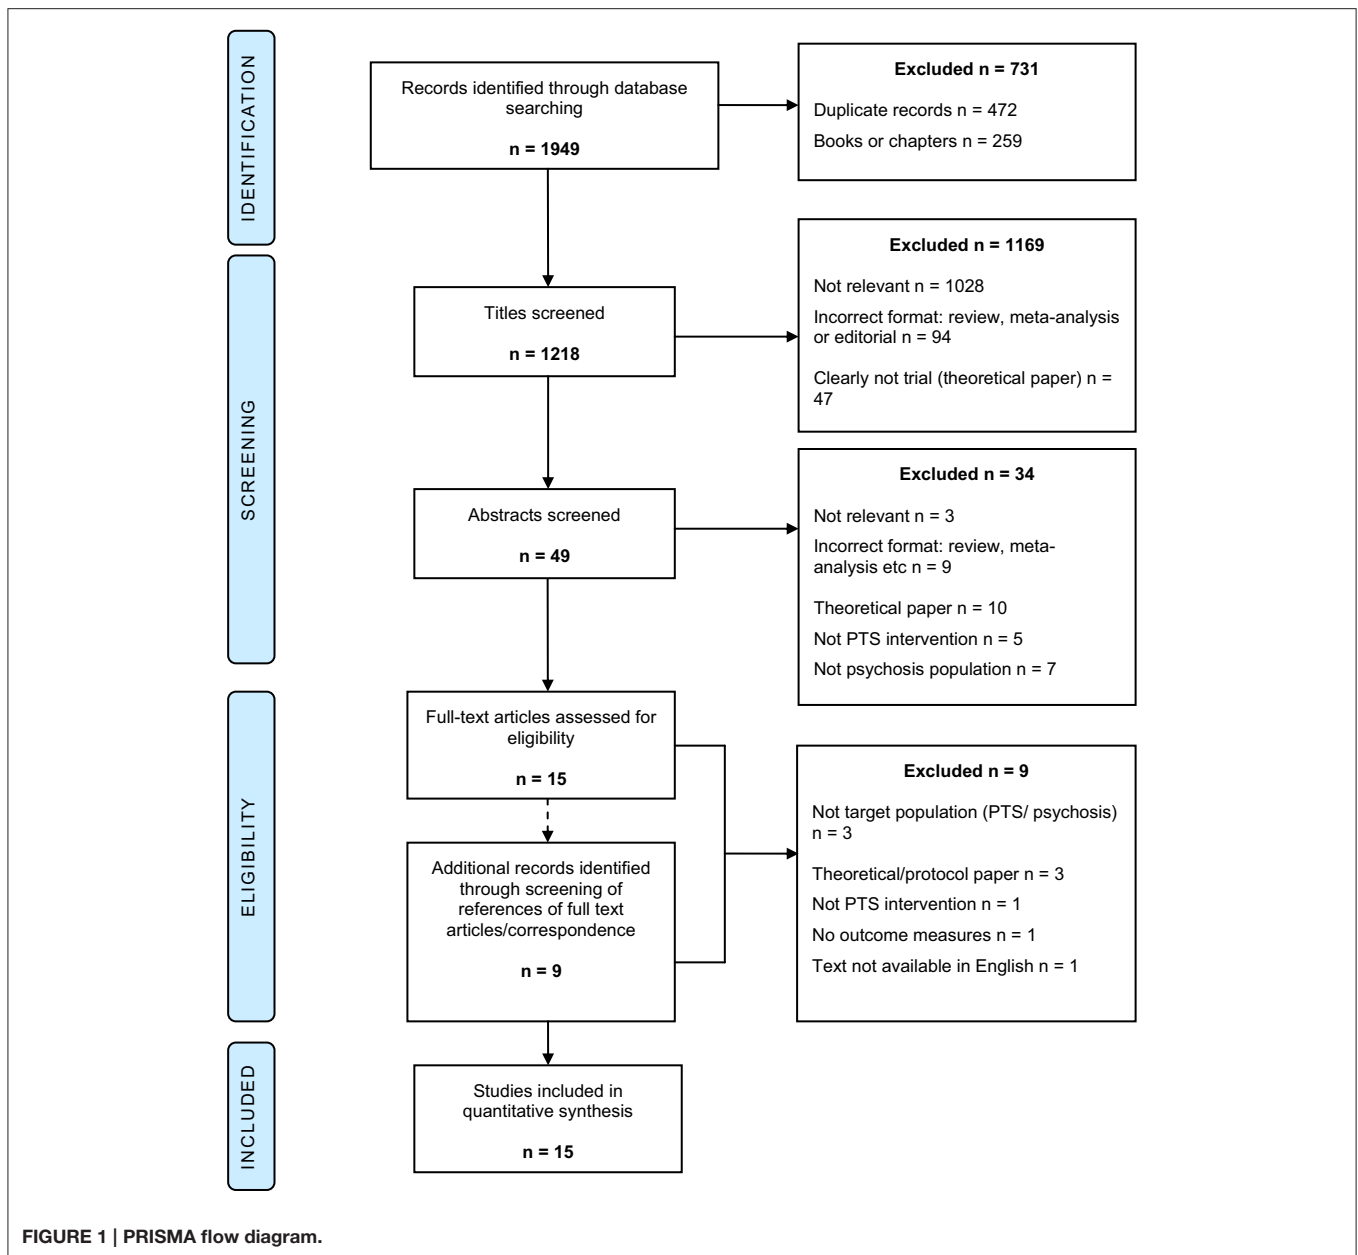 IDENTIFICATION
Records identified through database
searching
n = 1949
Excluded n = 731
Duplicate records n = 472
Books or chapters n = 259
SCREENING
Titles screened
n = 1218
Excluded n = 1169
Not relevant n = 1028
Incorrect format: review, meta-analysis
or editorial n = 94
Clearly not trial (theoretical paper) n =
47
Abstracts screened
n = 49
Excluded n = 34
Not relevant n = 3
Incorrect format: review, meta-
analysis etc n = 9
Theoretical paper n = 10
Not PTS intervention n = 5
Not psychosis population n = 7
ELIGIBILITY
Full-text articles assessed for
eligibility
n = 15
Additional records identified
through screening of
references of full text
articles/correspondence
n = 9
Excluded n = 9
Not target population (PTS/ psychosis)
n = 3
Theoretical/protocol paper n = 3
Not PTS intervention n = 1
No outcome measures n = 1
Text not available in English n = 1
INCLUDED
Studies included in
quantitative synthesis
n = 15
FIGURE 1 | PRISMA flow diagram.